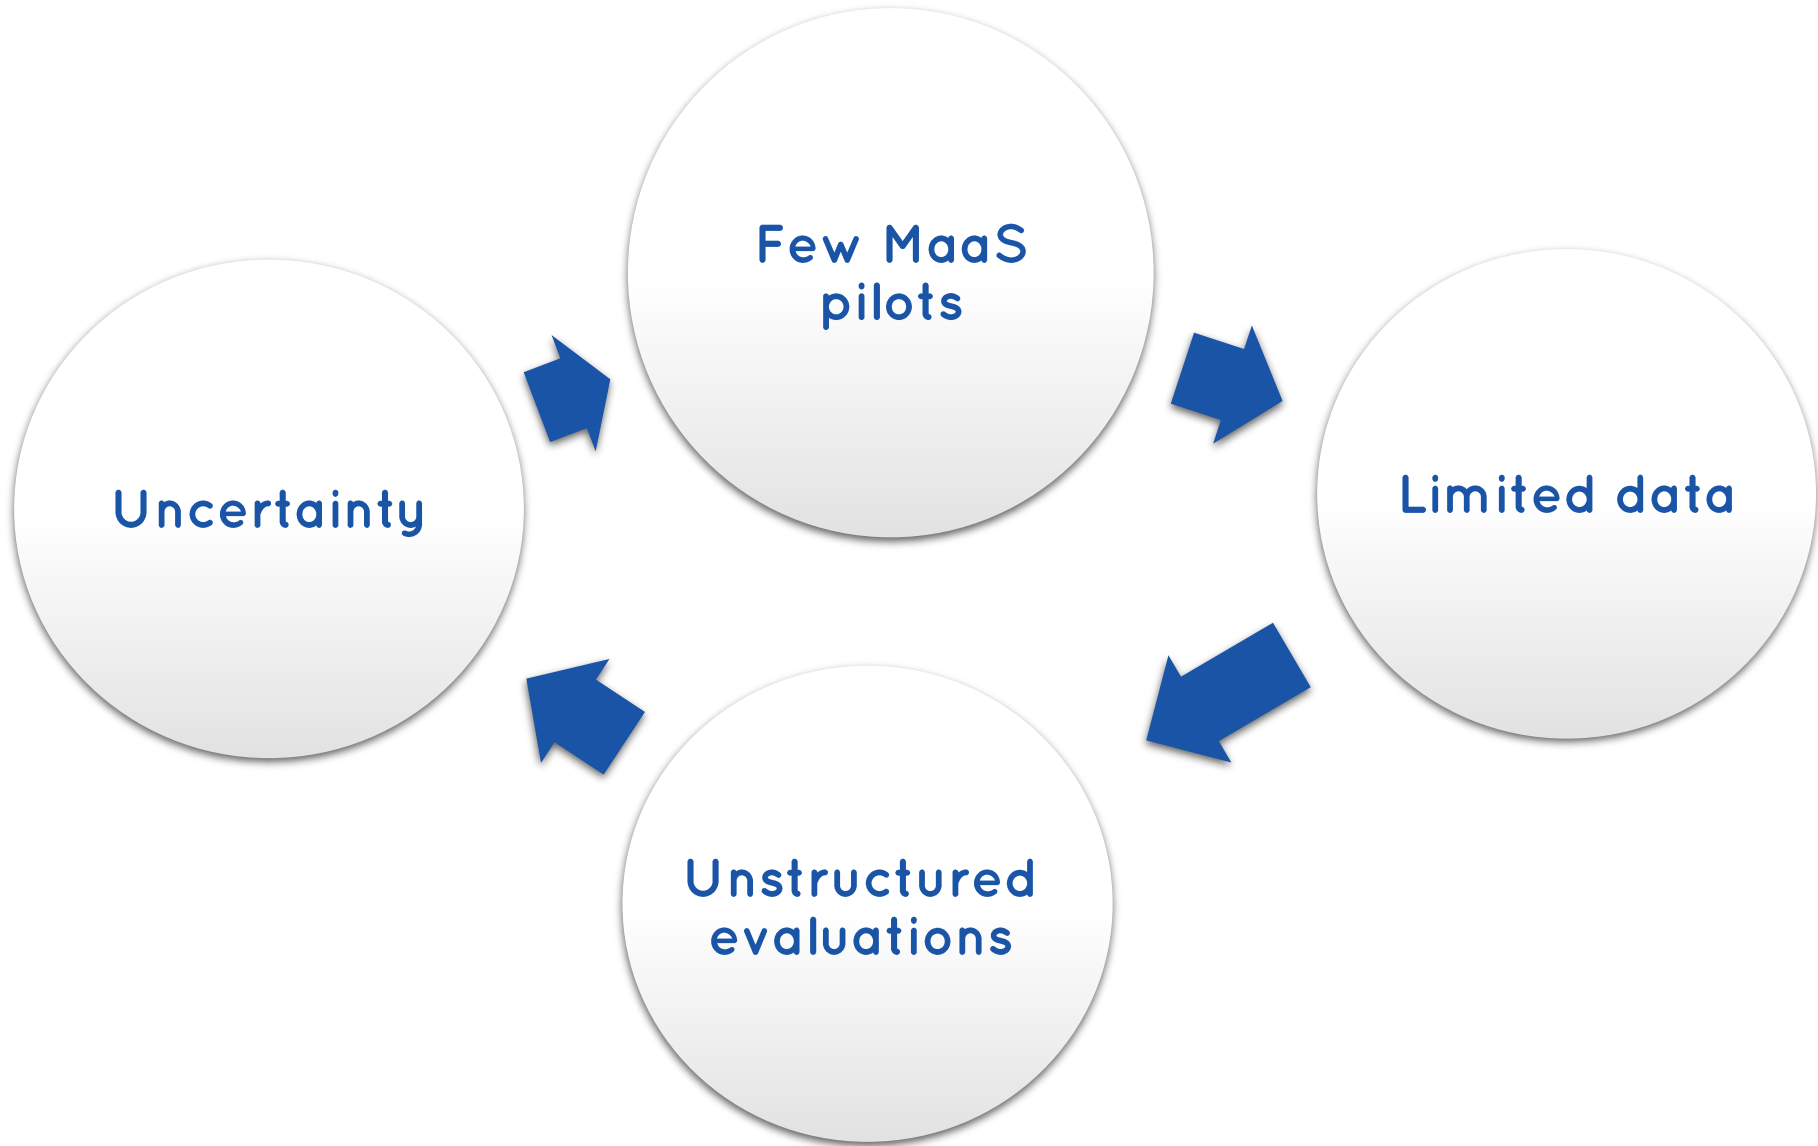 Few MaaS
pilots
Limited data
Unstructured
evaluations
Uncertainty